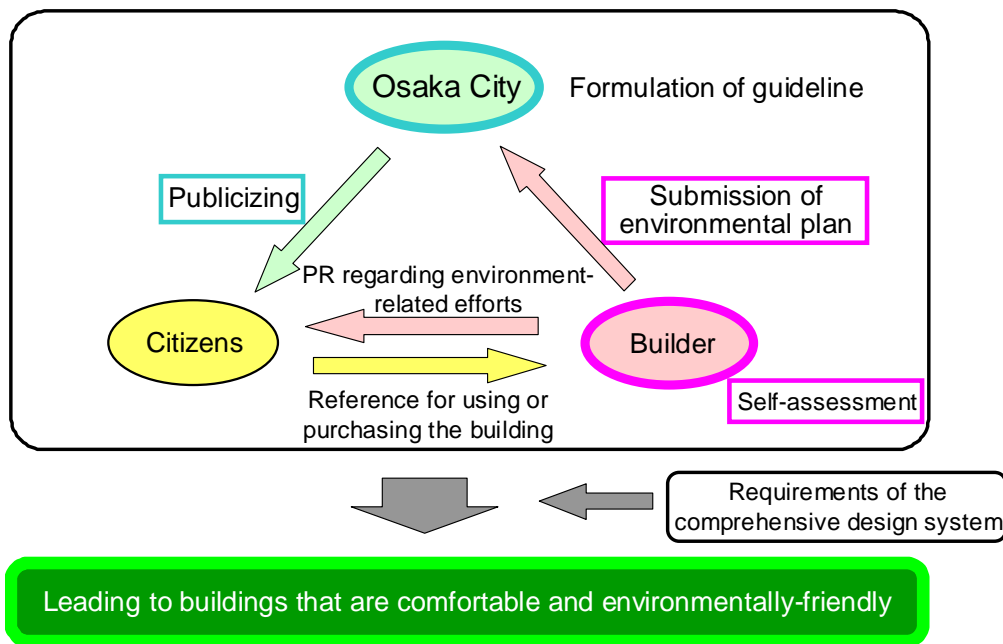 Osaka City
Formulation of guideline
Publicizing
Submission of
environmental plan
PR regarding environment-
related efforts
Citizens
Builder
Self-assessment
Reference for using or
purchasing the building
Requirements of the
comprehensive design system
Leading to buildings that are comfortable and environmentally-friendly